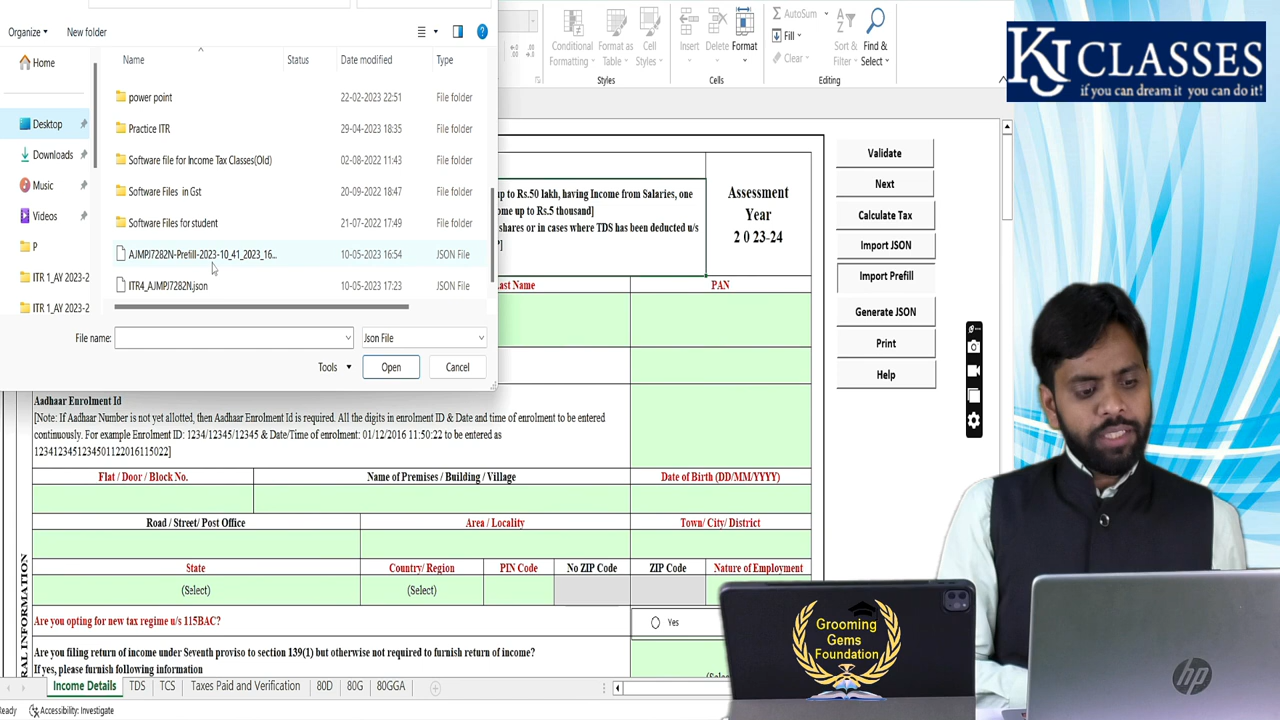 Organize
New folder
Name
Status
Date modified
Type
Home
Desktop
Downloads
Music
Videos
P
ITR 1_AY 2023-2
ITR 1_AY 2023-2
power point 22-02-2023 22:51 File folder
Practice ITR 29-04-2023 18:35 File folder
Software file for Income Tax Classes(Old) 02-08-2022 11:43 File folder
Software Files in Gst 20-09-2022 18:47 File folder
Software Files for student 21-07-2022 17:49 File folder
AJMPJ7282N-Prefill-2023-10_41_2023_16... 10-05-2023 16:54 JSON File
ITR4_AJMPJ7282N.json 10-05-2023 17:23 JSON File
File name:
Json File
Tools
Open
Cancel
Conditional Formatting
Format as Table
Cell Styles
Styles
Insert
Delete
Format
Cells
AutoSum
Fill
Clear
Sort & Filter
Find & Select
Editing
KJ CLASSES
if you can dream it you can do it!
up to Rs.50 lakh, having Income from Salaries, one
ome up to Rs.5 thousand]
shares or in cases where TDS has been deducted u/s
Assessment
Year
2 0 23-24
Validate
Next
Calculate Tax
Import JSON
Import Prefill
Generate JSON
Print
Help
ast Name
PAN
Aadhaar Enrolment Id
[Note: If Aadhaar Number is not yet allotted, then Aadhaar Enrolment Id is required. All the digits in enrolment ID & Date and time of enrolment to be entered
continuously. For example Enrolment ID: 1234/12345/12345 & Date/Time of enrolment: 01/12/2016 11:50:22 to be entered as
1234123451234501122016115022]
Flat / Door / Block No.
Name of Premises / Building / Village
Date of Birth (DD/MM/YYYY)
Road / Street/ Post Office
Area / Locality
Town/ City/ District
State
Country/ Region
PIN Code
No ZIP Code
ZIP Code
Nature of Employment
(Select)
(Select)
Are you opting for new tax regime u/s 115BAC?
Yes
Are you filing return of income under Seventh proviso to section 139(1) but otherwise not required to furnish return of income?
If yes, please furnish following information
RAL INFORMATION
Income Details
TDS
TCS
Taxes Paid and Verification
80D
80G
80GGA
Ready
Accessibility: Investigate
Grooming
Gems
Foundation
hp